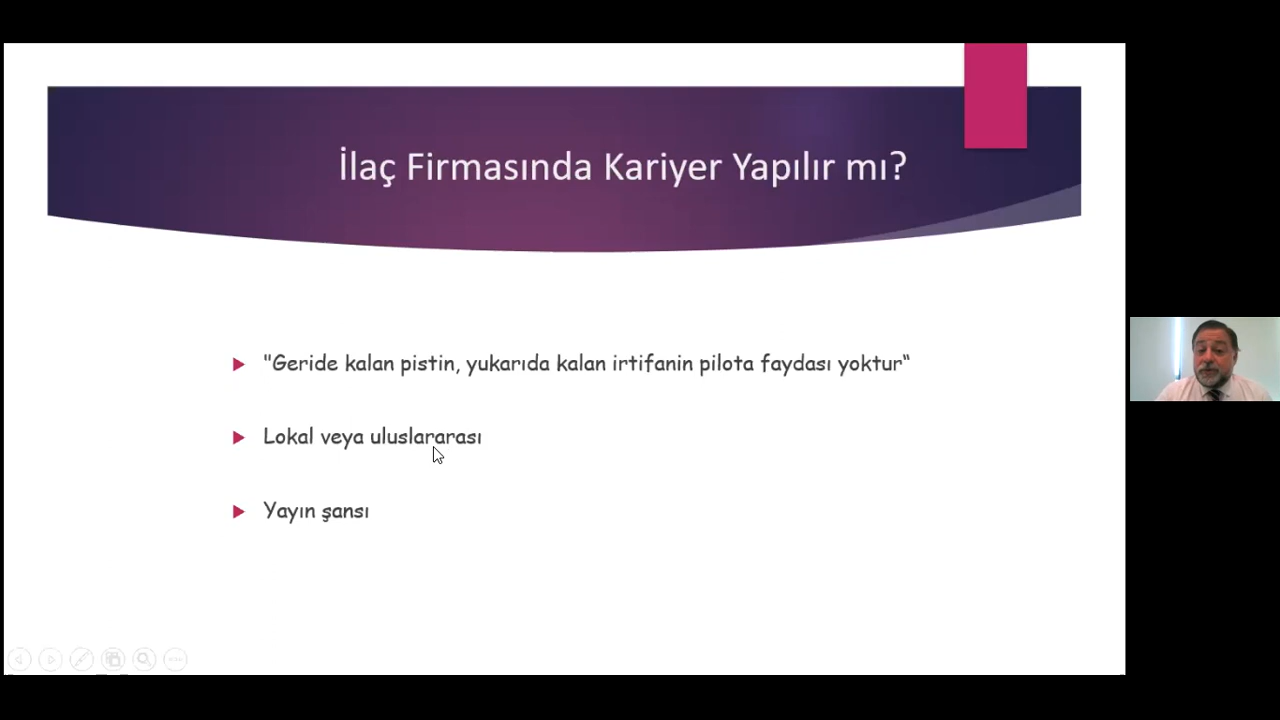 İlaç Firmasında Kariyer Yapılır mı?
"Geride kalan pistin, yukarıda kalan irtifanin pilota faydası yoktur“
Lokal veya uluslararası
Yayın şansı